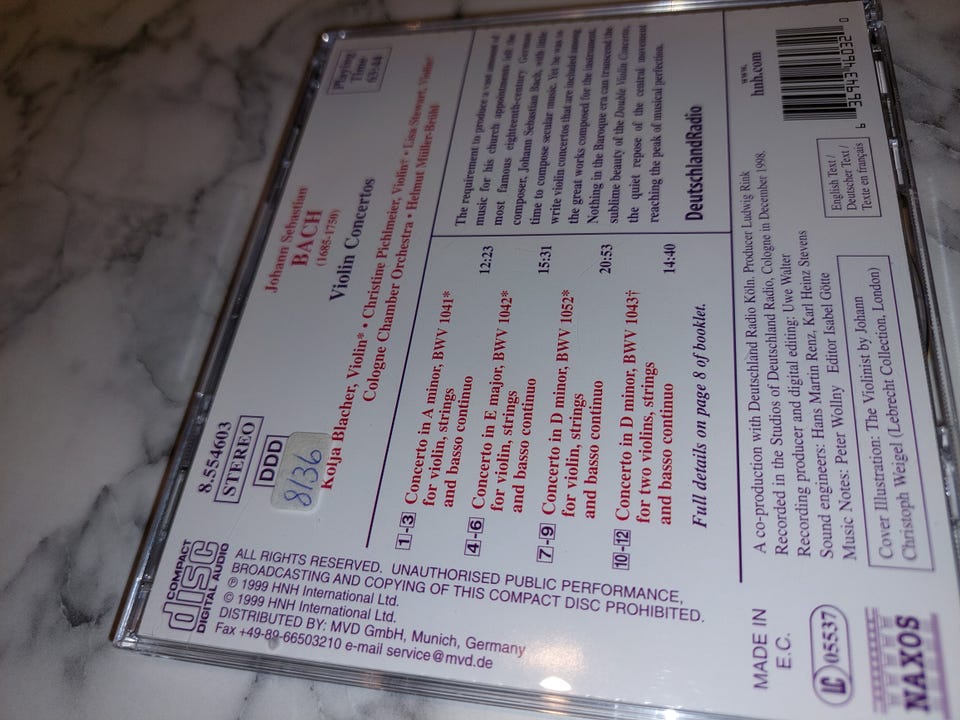 8.554603
STEREO
DDD
8136
Johann Sebastian
BACH
(1685-1750)
Violin Concertos
Playing
Time
63:44
Kolja Blacher, Violin* • Christine Pichlmeier, Violin† • Lisa Stewart, Violin†
Cologne Chamber Orchestra • Helmut Müller-Brühl
1-3 Concerto in A minor, BWV 1041* 12:23
for violin, strings
and basso continuo
4-6 Concerto in E major, BWV 1042* 15:31
for violin, strings
and basso continuo
7-9 Concerto in D minor, BWV 1052* 20:53
for violin, strings
and basso continuo
10-12 Concerto in D minor, BWV 1043† 14:40
for two violins, strings
and basso continuo
Full details on page 8 of booklet.
The requirement to produce a vast amount of
music for his church appointments left the
most famous eighteenth-century German
composer, Johann Sebastian Bach, with little
time to compose secular music. Yet he was to
write violin concertos that are included among
the great works composed for the instrument.
Nothing in the Baroque era can transcend the
sublime beauty of the Double Violin Concerto,
the quiet repose of the central movement
reaching the peak of musical perfection.
DeutschlandRadio
A co-production with Deutschland Radio Köln. Producer Ludwig Rink
Recorded in the Studios of Deutschland Radio, Cologne in December 1998.
Recording producer and digital editing: Uwe Walter
Sound engineers: Hans Martin Renz, Karl Heinz Stevens
Music Notes: Peter Wollny Editor Isabel Götte
Cover Illustration: The Violinist by Johann
Christoph Weigel (Lebrecht Collection, London)
English Text /
Deutscher Text /
Texte en français
www.
hnh.com
6 36943 46032 0
COMPACT
disc
DIGITAL AUDIO
ALL RIGHTS RESERVED. UNAUTHORISED PUBLIC PERFORMANCE,
BROADCASTING AND COPYING OF THIS COMPACT DISC PROHIBITED.
℗ 1999 HNH International Ltd.
© 1999 HNH International Ltd.
DISTRIBUTED BY: MVD GmbH, Munich, Germany
Fax +49-89-66503210 e-mail service@mvd.de
MADE IN
E.C.
LC 05537
NAXOS